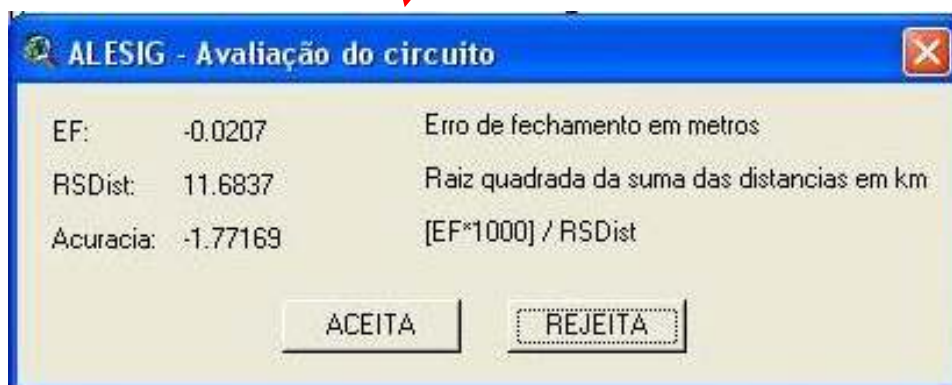 ALESIG - Avaliação do circuito
EF: -0.0207 Erro de fechamento em metros
RSDist: 11.6837 Raiz quadrada da suma das distancias em km
Acuracia: -1.77169 [EF*1000] / RSDist
ACEITA REJEITA